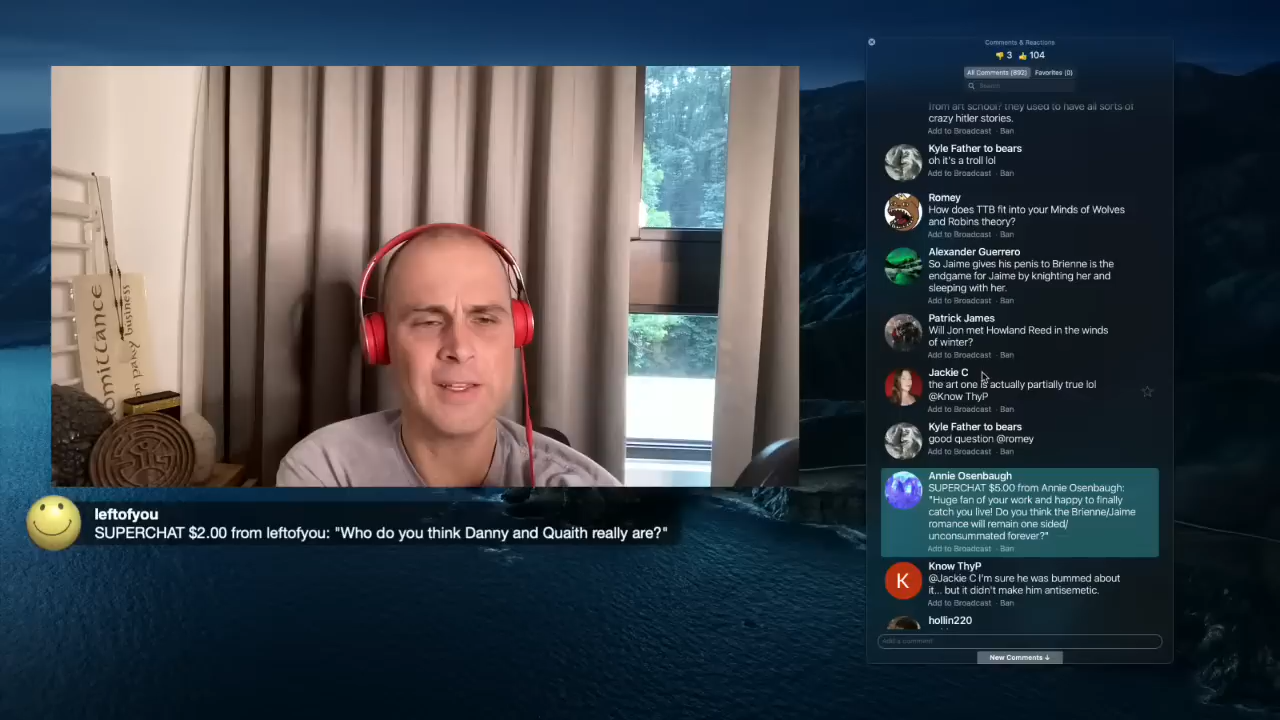 omittance
on parky business
leftofyou
SUPERCHAT $2.00 from leftofyou: "Who do you think Danny and Quaith really are?"
Comments & Reactions
3 104
All Comments (892) Favorites (0)
Search
from art school? they used to have all sorts of
crazy hitler stories.
Add to Broadcast · Ban
Kyle Father to bears
oh it's a troll lol
Add to Broadcast · Ban
Romey
How does TTB fit into your Minds of Wolves
and Robins theory?
Add to Broadcast · Ban
Alexander Guerrero
So Jaime gives his penis to Brienne is the
endgame for Jaime by knighting her and
sleeping with her.
Add to Broadcast · Ban
Patrick James
Will Jon met Howland Reed in the winds
of winter?
Add to Broadcast · Ban
Jackie C
the art one is actually partially true lol
@Know ThyP
Add to Broadcast · Ban
Kyle Father to bears
good question @romey
Add to Broadcast · Ban
Annie Osenbaugh
SUPERCHAT $5.00 from Annie Osenbaugh:
"Huge fan of your work and happy to finally
catch you live! Do you think the Brienne/Jaime
romance will remain one sided/
unconsummated forever?"
Add to Broadcast · Ban
K
Know ThyP
@Jackie C I'm sure he was bummed about
it... but it didn't make him antisemetic.
Add to Broadcast · Ban
hollin220
add a comment
New Comments ↓